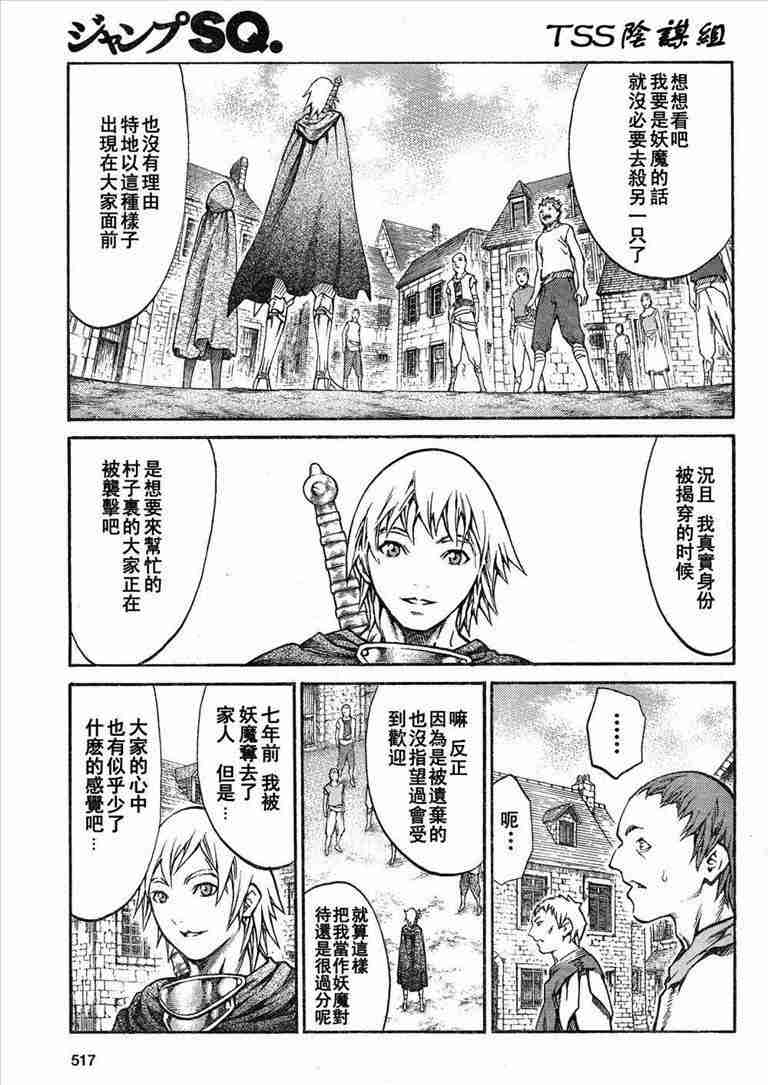 ジャンプSQ.
TSS陰謀組
想想看吧
我要是妖魔的話
就沒必要去殺另一只了
也沒有理由
特地以這種樣子
出現在大家面前
況且 我真實身份
被揭穿的时候
是想要來幫忙的
村子裏的大家正在
被襲擊吧
……
呃…
嘛 反正
因為是被遺棄的
也沒指望過會受
到歡迎
就算這樣
把我當作妖魔對
待還是很過分呢
七年前 我被
妖魔奪去了
家人 但是…
大家的心中
也有似乎少了
什麽的感覺吧…
517